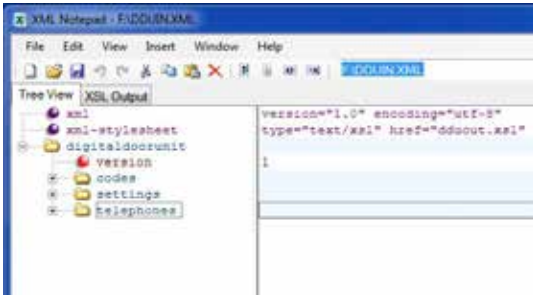 XML Notepad - F:\DDUIN.XML
File Edit View Insert Window Help
F:\DDUIN.XML
Tree View XSL Output
xml version="1.0" encoding="utf-8"
xml-stylesheet type="text/xsl" href="dduout.xsl"
digitaldoorunit
version 1
codes
settings
telephones